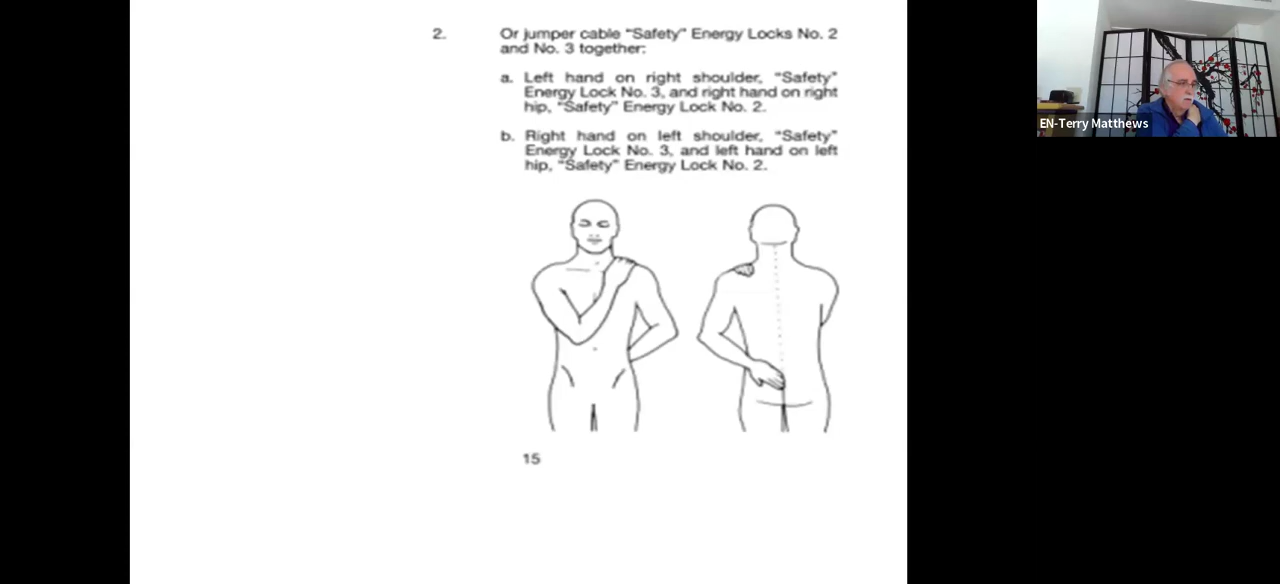 2. Or jumper cable “Safety” Energy Locks No. 2
and No. 3 together:
a. Left hand on right shoulder, “Safety”
Energy Lock No. 3, and right hand on right
hip, “Safety” Energy Lock No. 2.
b. Right hand on left shoulder, “Safety”
Energy Lock No. 3, and left hand on left
hip, “Safety” Energy Lock No. 2.
15
EN-Terry Matthews